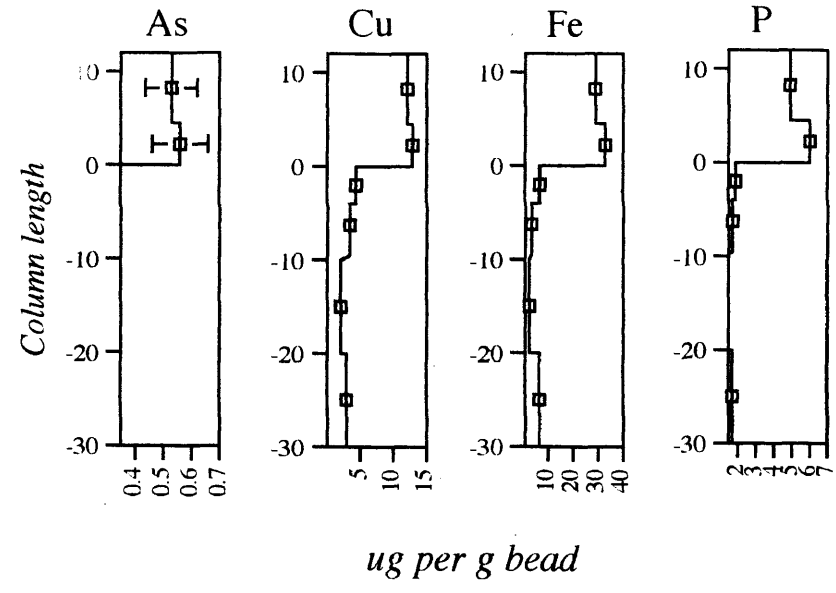 As Cu Fe P
10 10 10 10
0 0 0 0
-10 -10 -10 -10
-20 -20 -20 -20
-30 -30 -30 -30
Column length
0.4 0.5 0.6 0.7 5 10 15 10 20 30 40 2 3 4 5 6 7
ug per g bead